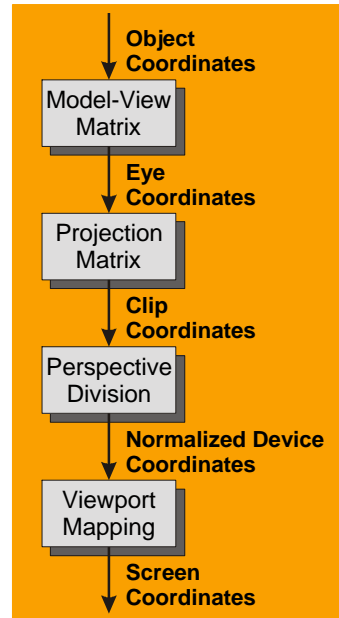 Object
Coordinates
Model-View
Matrix
Eye
Coordinates
Projection
Matrix
Clip
Coordinates
Perspective
Division
Normalized Device
Coordinates
Viewport
Mapping
Screen
Coordinates